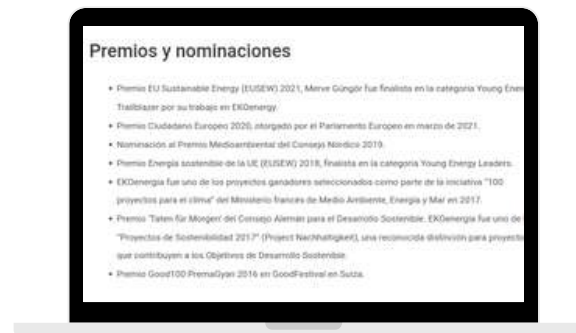 Premios y nominaciones
• Premio EU Sustainable Energy (EUSEW) 2021, Merve Güngör fue finalista en la categoría Young Ener
Trailblazer por su trabajo en EKOenergy.
• Premio Ciudadano Europeo 2020, otorgado por el Parlamento Europeo en marzo de 2021.
• Nominación al Premio Medioambiental del Consejo Nórdico 2019.
• Premio Energía sostenible de la UE (EUSEW) 2018, finalista en la categoría Young Energy Leaders.
• EKOenergía fue uno de los proyectos ganadores seleccionados como parte de la iniciativa "100
proyectos para el clima" del Ministerio francés de Medio Ambiente, Energía y Mar en 2017.
• Premio 'Taten für Morgen' del Consejo Alemán para el Desarrollo Sostenible. EKOenergía fue uno de
"Proyectos de Sostenibilidad 2017" (Project Nachhaltigkeit), una reconocida distinción para proyecto
que contribuyen a los Objetivos de Desarrollo Sostenible.
• Premio Good100 PremaGyan 2016 en GoodFestival en Suiza.